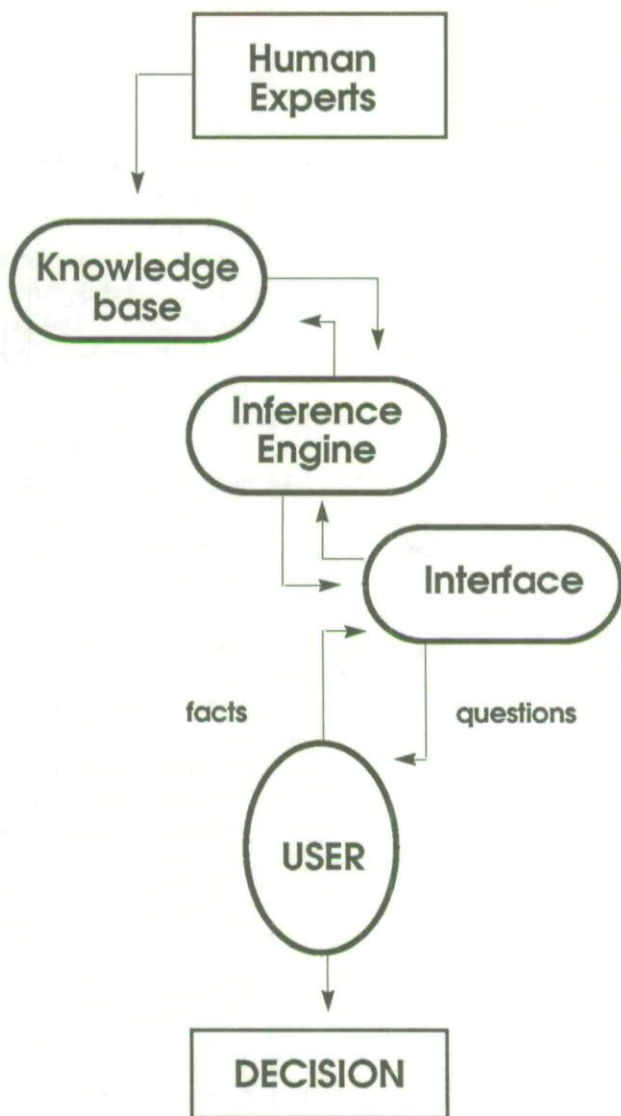 Human
Experts
Knowledge
base
Inference
Engine
Interface
facts
questions
USER
DECISION